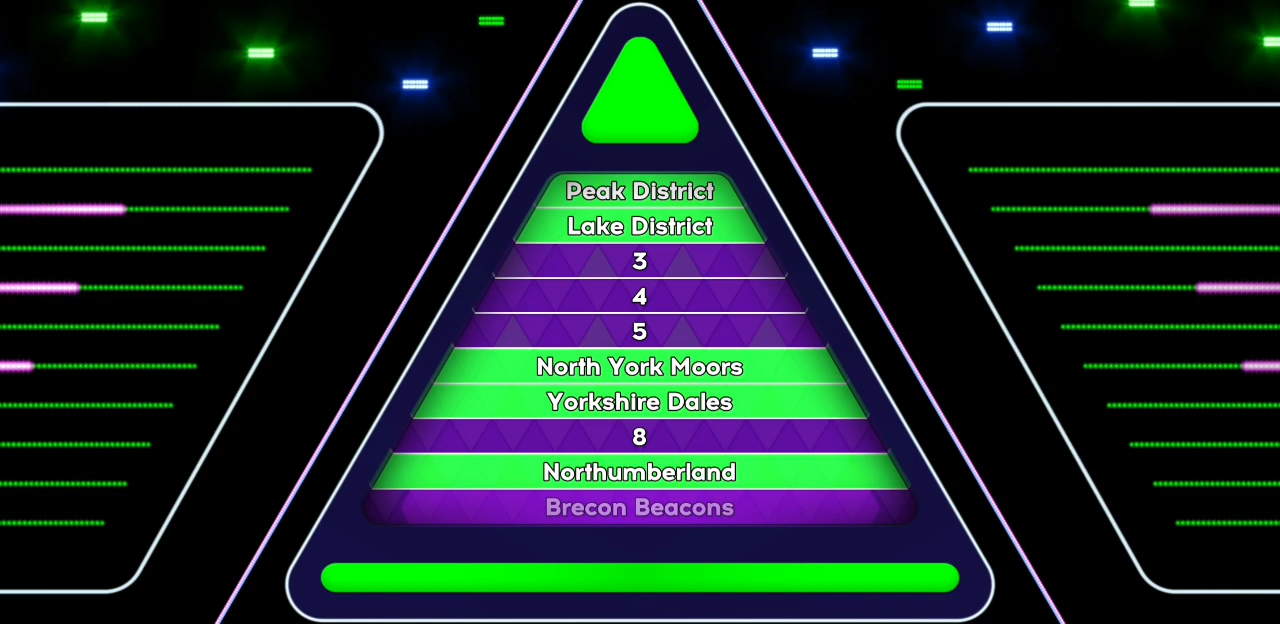 Peak District
Lake District
3
4
5
North York Moors
Yorkshire Dales
8
Northumberland
Brecon Beacons